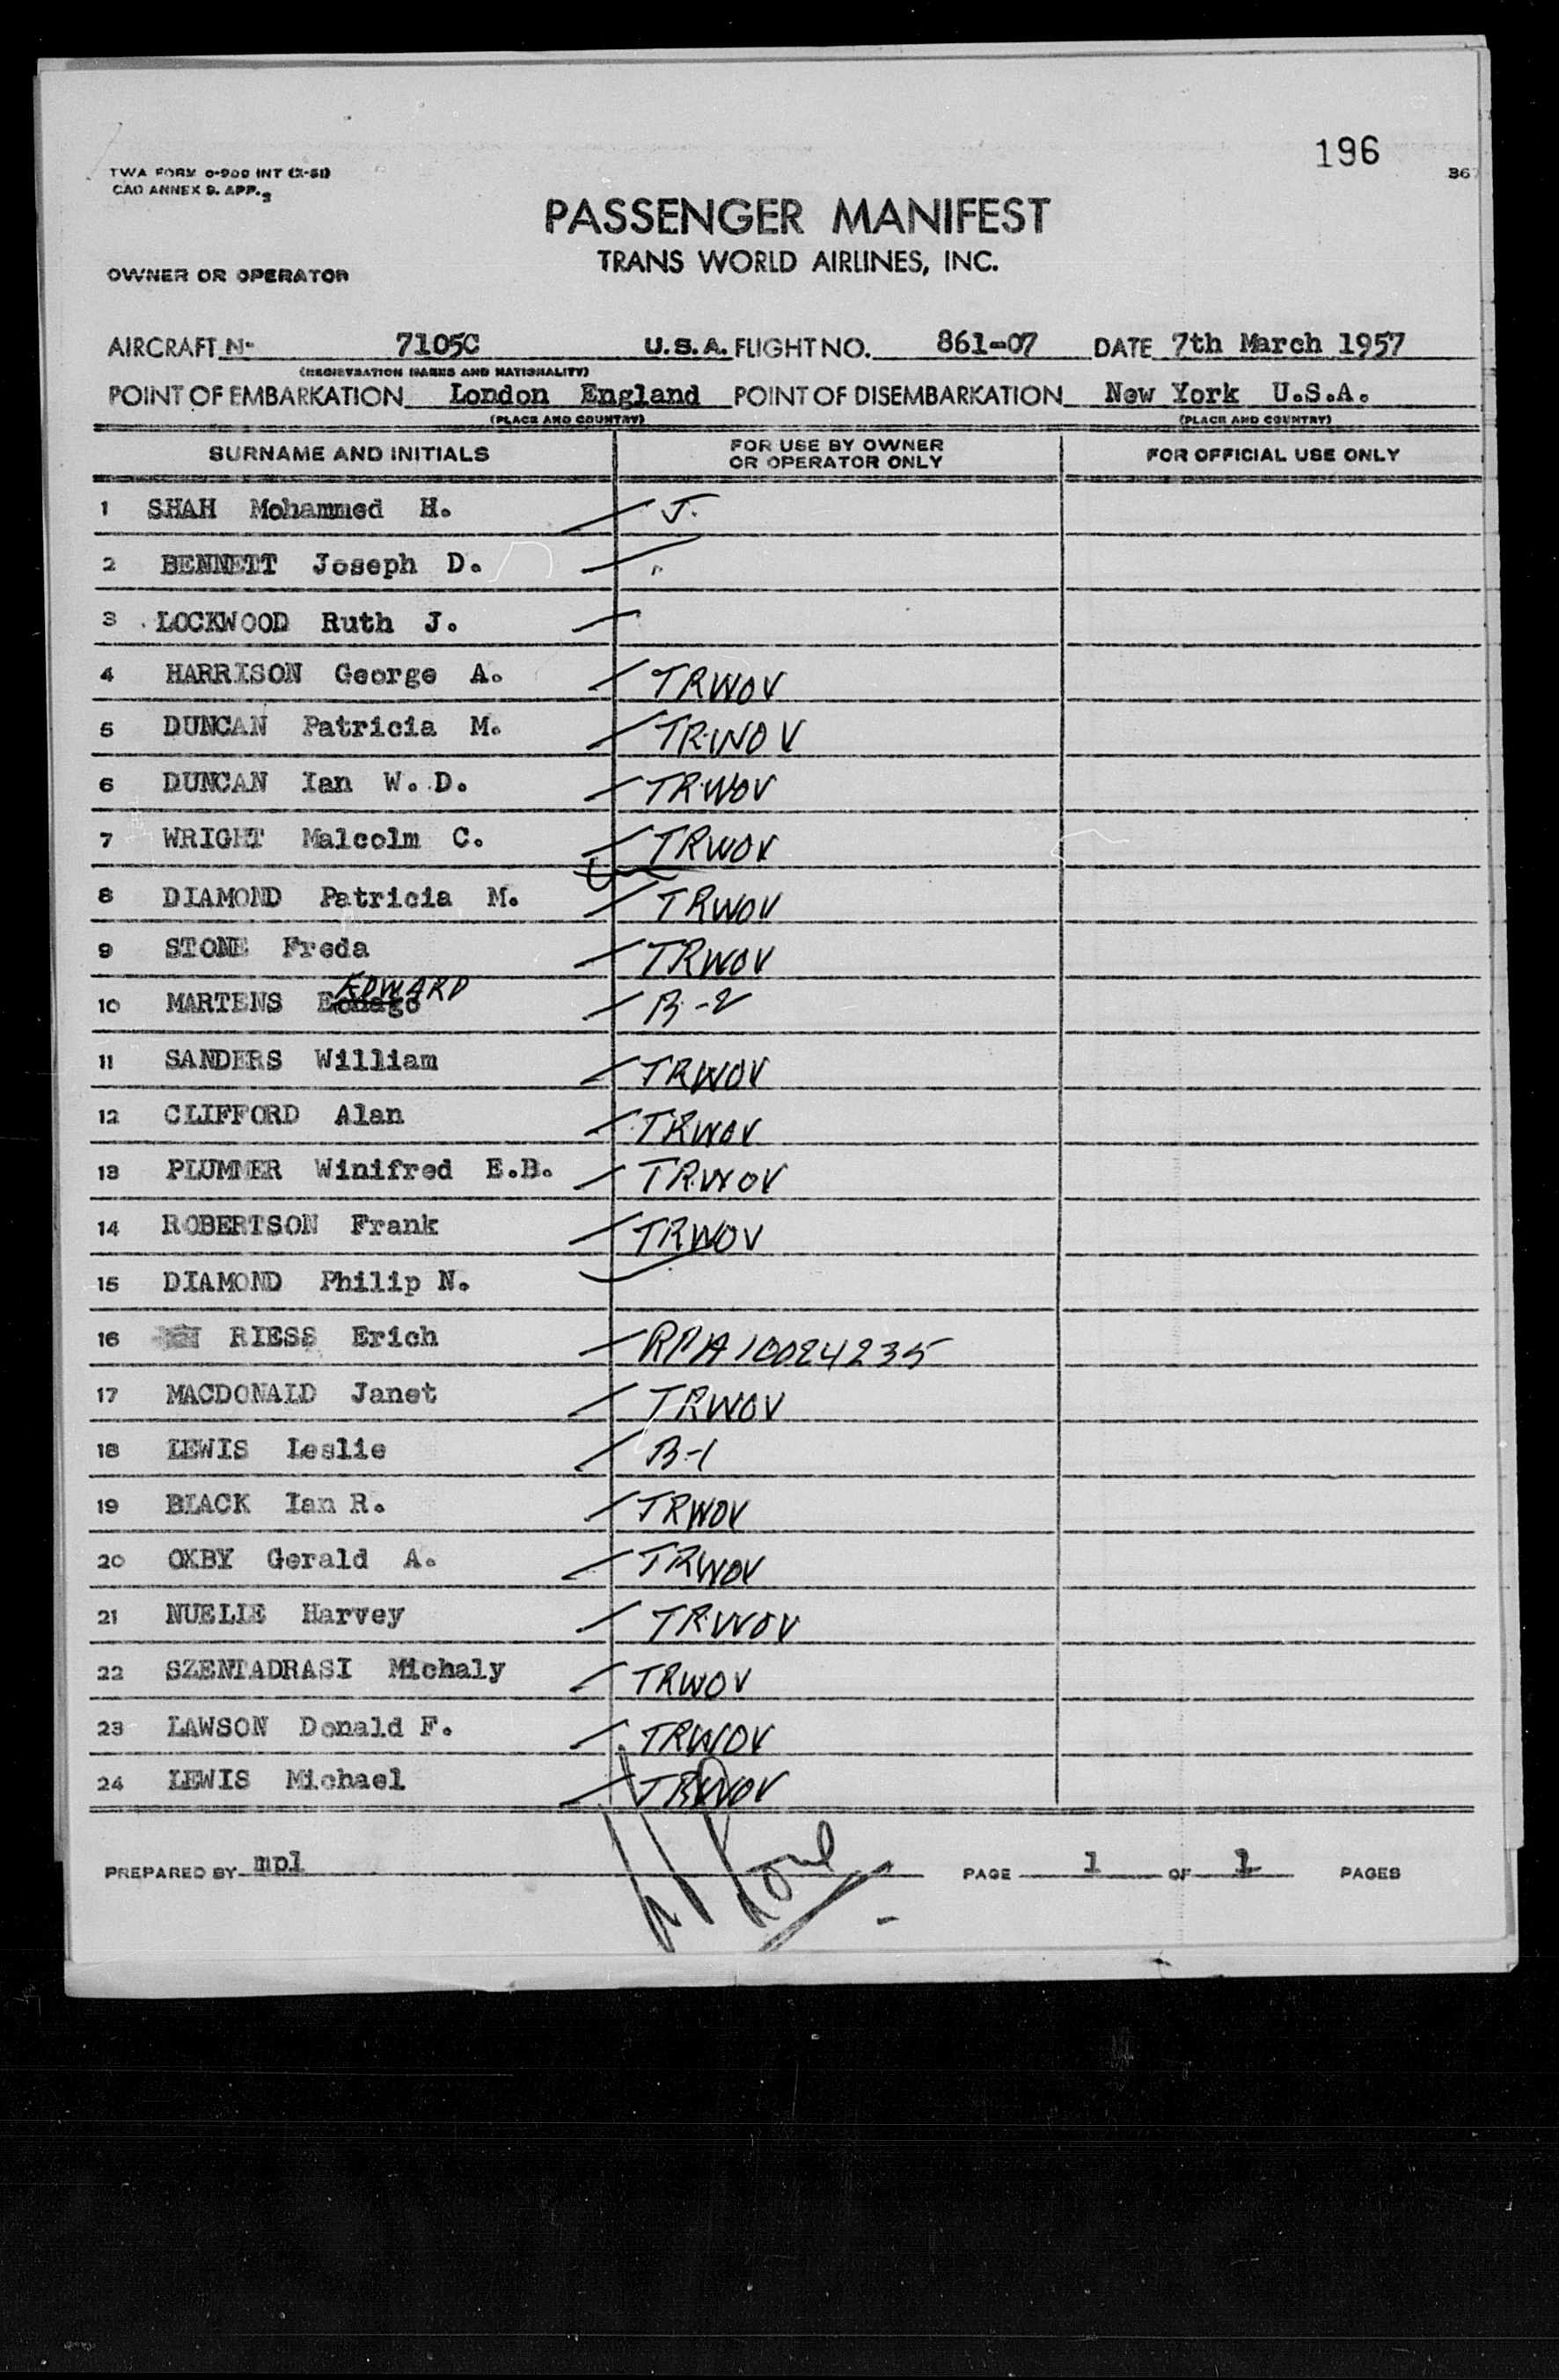 196
TWA FORM 0-900 INT (X-51)
CAO ANNEX 9. APP. 3
PASSENGER MANIFEST
TRANS WORLD AIRLINES, INC.
OWNER OR OPERATOR
AIRCRAFT N- 7105C U.S.A. FLIGHT NO. 861-07 DATE 7th March 1957
(REGISTRATION MARKS AND NATIONALITY)
POINT OF EMBARKATION London England POINT OF DISEMBARKATION New York U.S.A.
(PLACE AND COUNTRY) (PLACE AND COUNTRY)
SURNAME AND INITIALS FOR USE BY OWNER OR OPERATOR ONLY FOR OFFICIAL USE ONLY
1 SHAH Mohammed H. J.
2 BENNETT Joseph D. "
3 LOCKWOOD Ruth J.
4 HARRISON George A. TRWOV
5 DUNCAN Patricia M. TRWOV
6 DUNCAN Ian W.D. TRWOV
7 WRIGHT Malcolm C. TRWOV
8 DIAMOND Patricia M. TRWOV
9 STONE Freda TRWOV
10 MARTENS EDWARD B-2
11 SANDERS William TRWOV
12 CLIFFORD Alan TRWOV
13 PLUMMER Winifred E.B. TRWOV
14 ROBERTSON Frank TRWOV
15 DIAMOND Philip N.
16 RIESS Erich RPA10024235
17 MACDONALD Janet TRWOV
18 LEWIS Leslie B-1
19 BLACK Ian R. TRWOV
20 OXBY Gerald A. TRWOV
21 NUELLE Harvey TRWOV
22 SZENTADRASI Michaly TRWOV
23 LAWSON Donald F. TRWOV
24 LEWIS Michael TRWOV
PREPARED BY mpl PAGE 1 OF 1 PAGES